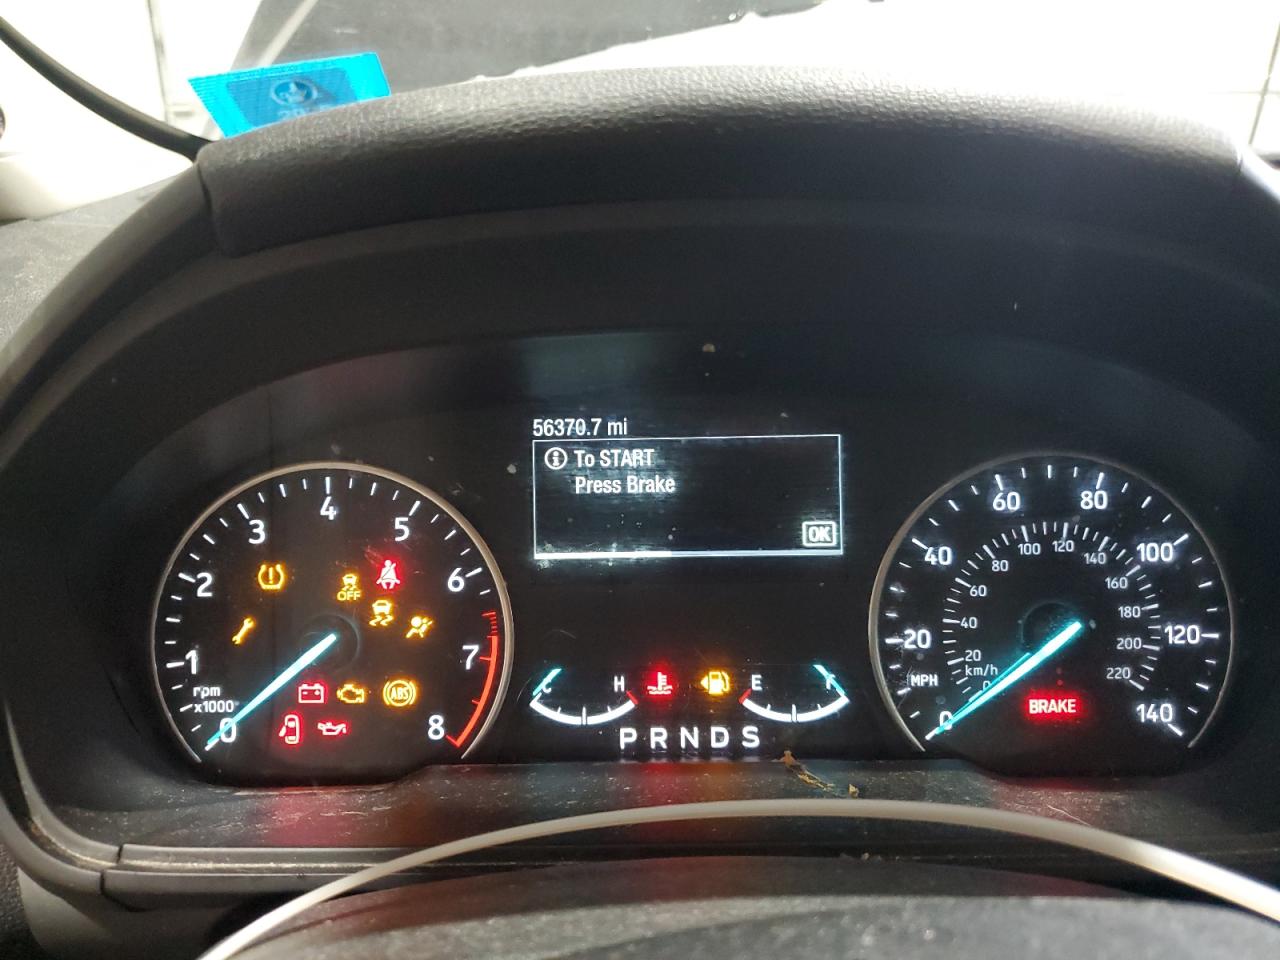 56370.7 mi
To START
Press Brake
OK
0
1
2
3
4
5
6
7
8
rpm
x1000
OFF
ABS
C
H
E
F
P R N D S
0
20
40
60
80
100
120
140
MPH
0
20
40
60
80
100
120
140
160
180
200
220
km/h
BRAKE